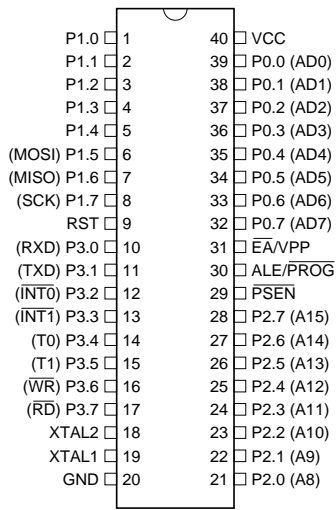 P1.0 1 40 VCC
P1.1 2 39 P0.0 (AD0)
P1.2 3 38 P0.1 (AD1)
P1.3 4 37 P0.2 (AD2)
P1.4 5 36 P0.3 (AD3)
(MOSI) P1.5 6 35 P0.4 (AD4)
(MISO) P1.6 7 34 P0.5 (AD5)
(SCK) P1.7 8 33 P0.6 (AD6)
RST 9 32 P0.7 (AD7)
(RXD) P3.0 10 31 E̅A̅/VPP
(TXD) P3.1 11 30 ALE/P̅R̅O̅G̅
(I̅N̅T̅0̅) P3.2 12 29 P̅S̅E̅N̅
(I̅N̅T̅1̅) P3.3 13 28 P2.7 (A15)
(T0) P3.4 14 27 P2.6 (A14)
(T1) P3.5 15 26 P2.5 (A13)
(W̅R̅) P3.6 16 25 P2.4 (A12)
(R̅D̅) P3.7 17 24 P2.3 (A11)
XTAL2 18 23 P2.2 (A10)
XTAL1 19 22 P2.1 (A9)
GND 20 21 P2.0 (A8)